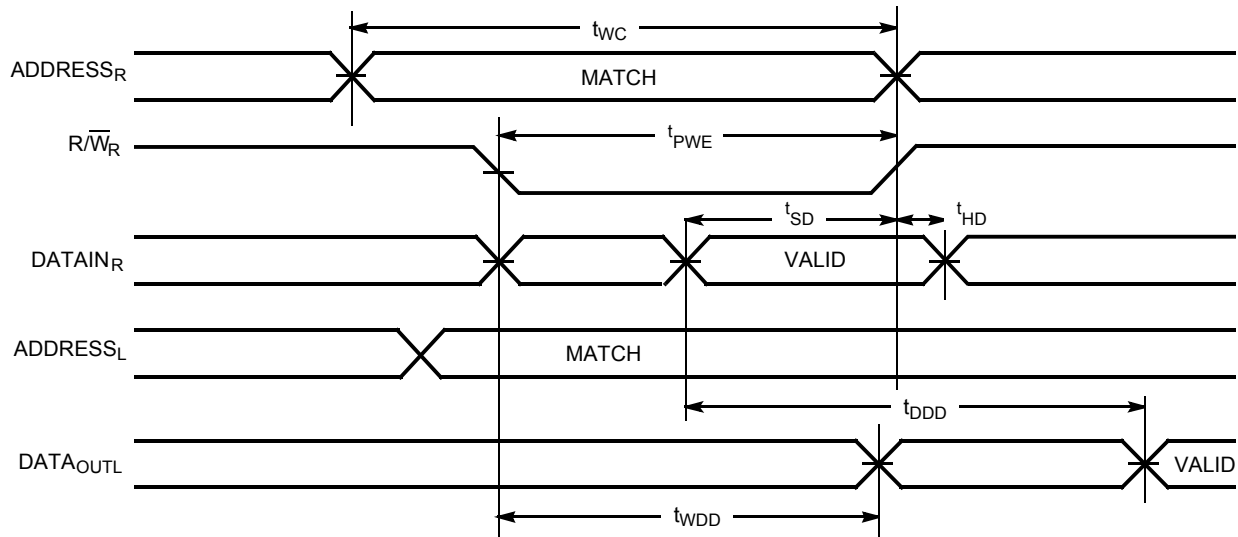 tWC
ADDRESSR
MATCH
R/W̅R
tPWE
tSD
tHD
DATAINR
VALID
ADDRESSL
MATCH
tDDD
DATAOUTL
VALID
tWDD